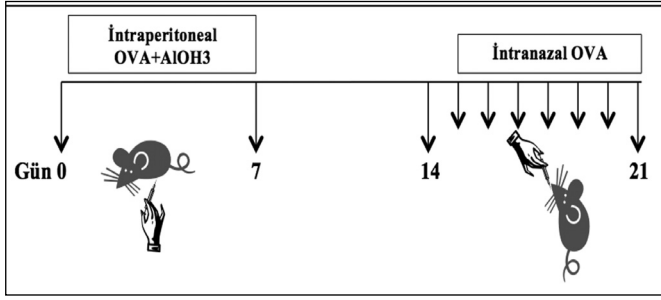 İntraperitoneal
OVA+AlOH3
İntranazal OVA
Gün 0
7
14
21